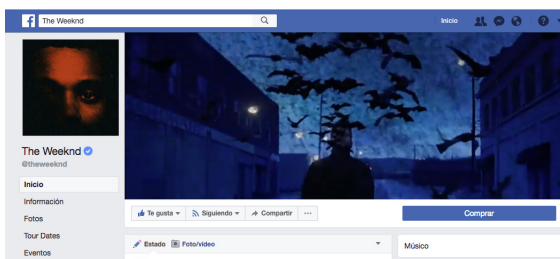 f The Weeknd Inicio ?
The Weeknd
@theweeknd
Inicio
Información
Fotos
Tour Dates
Eventos
Te gusta Siguiendo Compartir ... Comprar
Estado Foto/video Músico